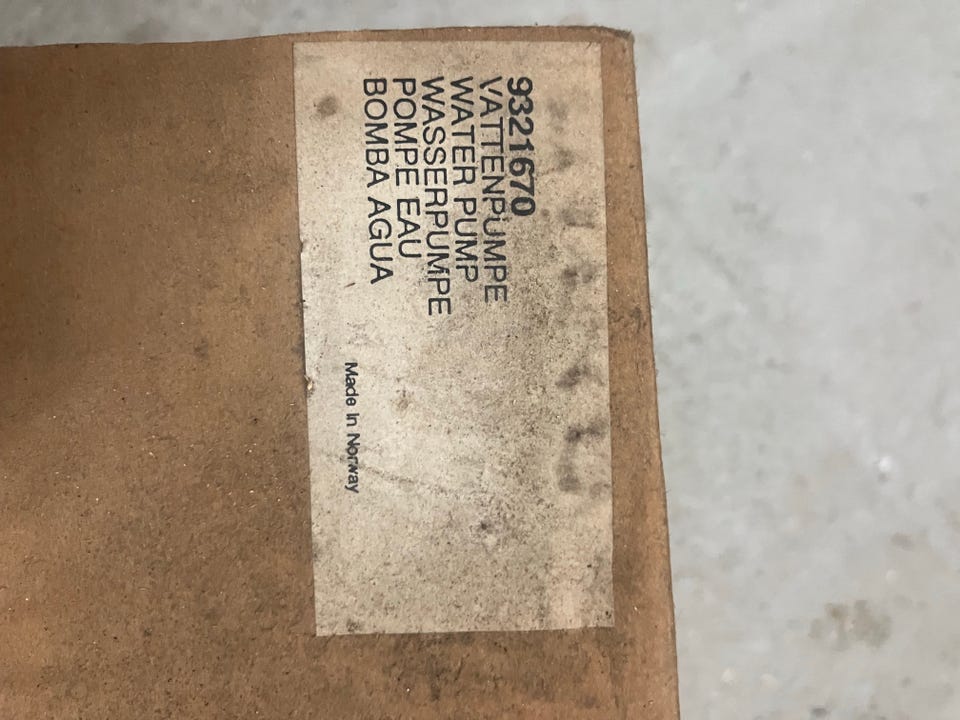 9321670
VATTENPUMPE
WATER PUMP
WASSERPUMPE
POMPE EAU
BOMBA AGUA
Made in Norway